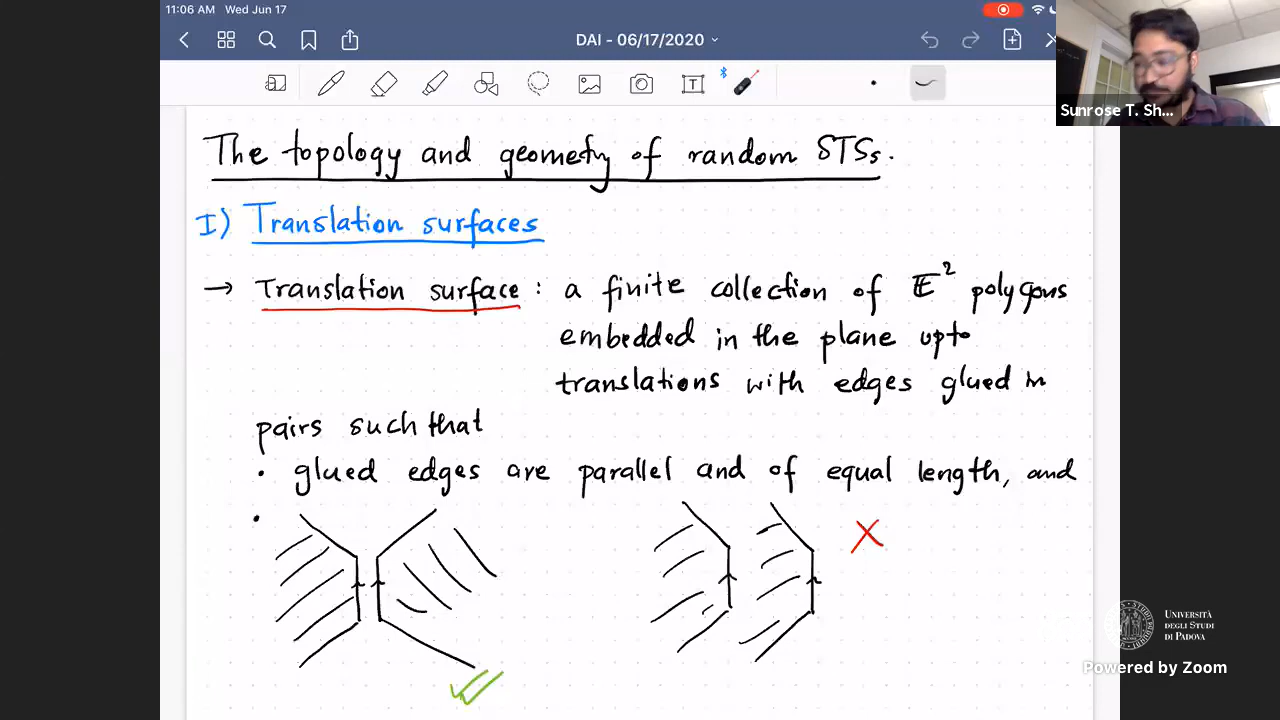 11:06 AM Wed Jun 17
DAI - 06/17/2020
T
Sunrose T. Sh...
The topology and geometry of random STSs.
I) Translation surfaces
→ Translation surface : a finite collection of 𝔼² polygons
embedded in the plane upto
translations with edges glued in
pairs such that
• glued edges are parallel and of equal length, and
•
UNIVERSITÀ
DEGLI STUDI
DI PADOVA
Powered by Zoom